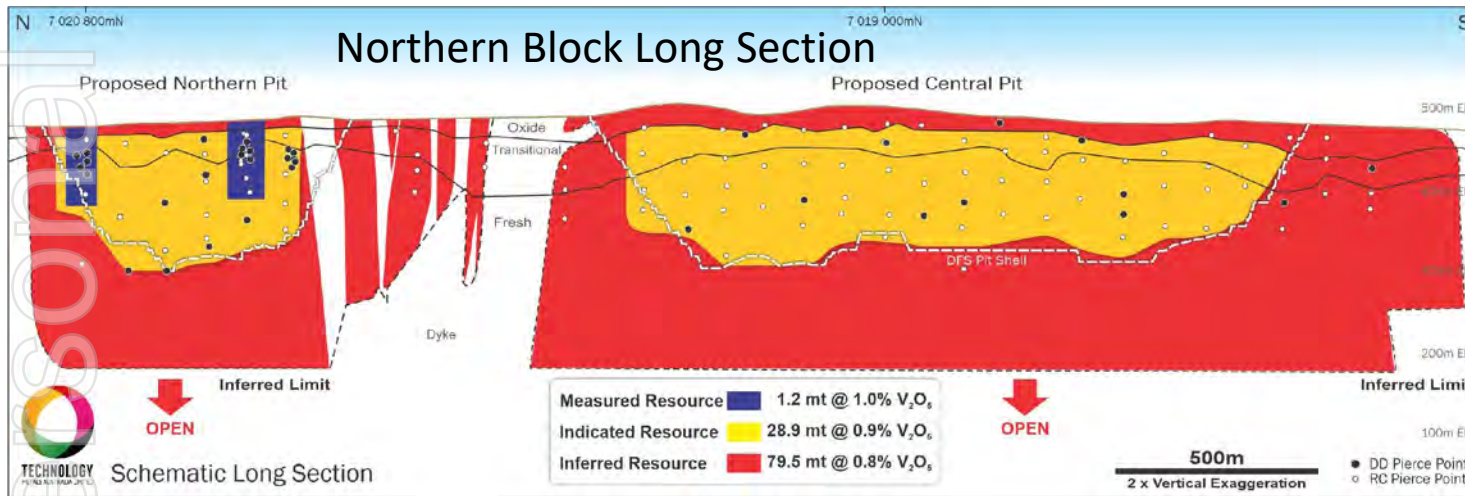 N 7 020 800mN 7 019 000mN S
Northern Block Long Section
Proposed Northern Pit Proposed Central Pit
500m E
Oxide
Transitional
Fresh
DFS Pit Shell
Dyke
200m E
Inferred Limit Inferred Limi
OPEN OPEN
Measured Resource 1.2 mt @ 1.0% V₂O₅
Indicated Resource 28.9 mt @ 0.9% V₂O₅
Inferred Resource 79.5 mt @ 0.8% V₂O₅
100m E
500m
2 x Vertical Exaggeration
DD Pierce Point
RC Pierce Point
TECHNOLOGY
Schematic Long Section